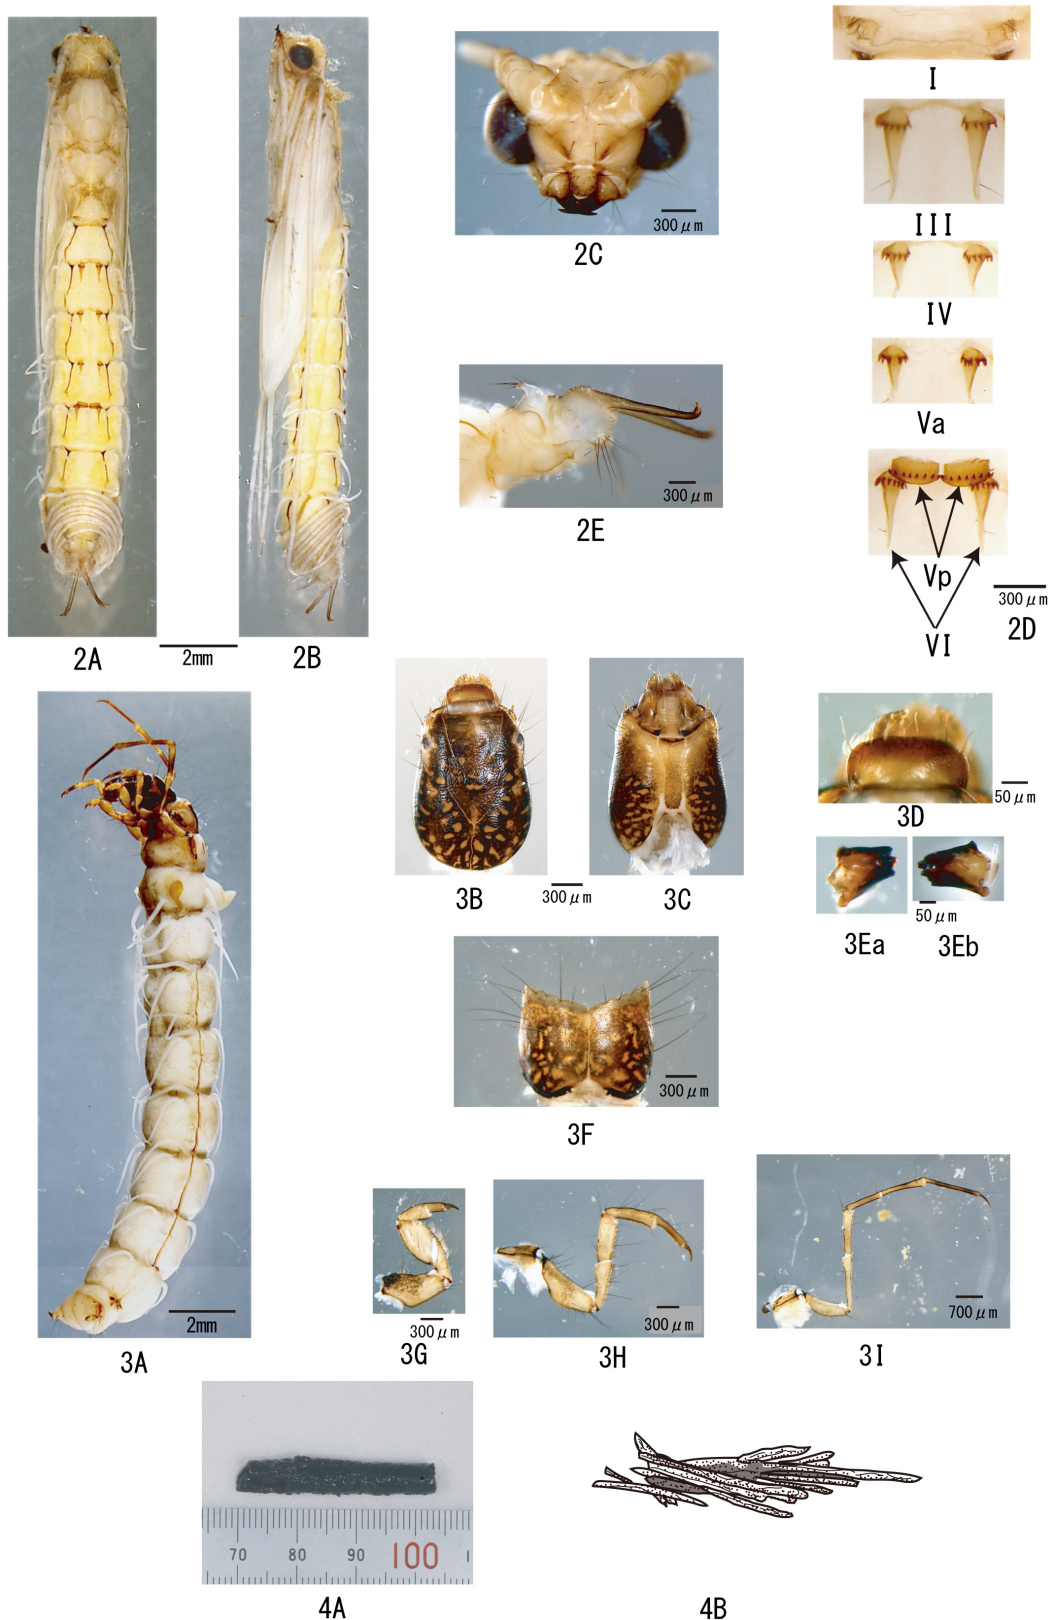 I
III
IV
Va
Vp
VI
300 μm
2D
300 μm
2C
300 μm
2E
2A
2mm
2B
3B
300 μm
3C
50 μm
3D
3Ea
50 μm
3Eb
300 μm
3F
2mm
3A
300 μm
3G
300 μm
3H
700 μm
3I
70 80 90 100
4A
4B